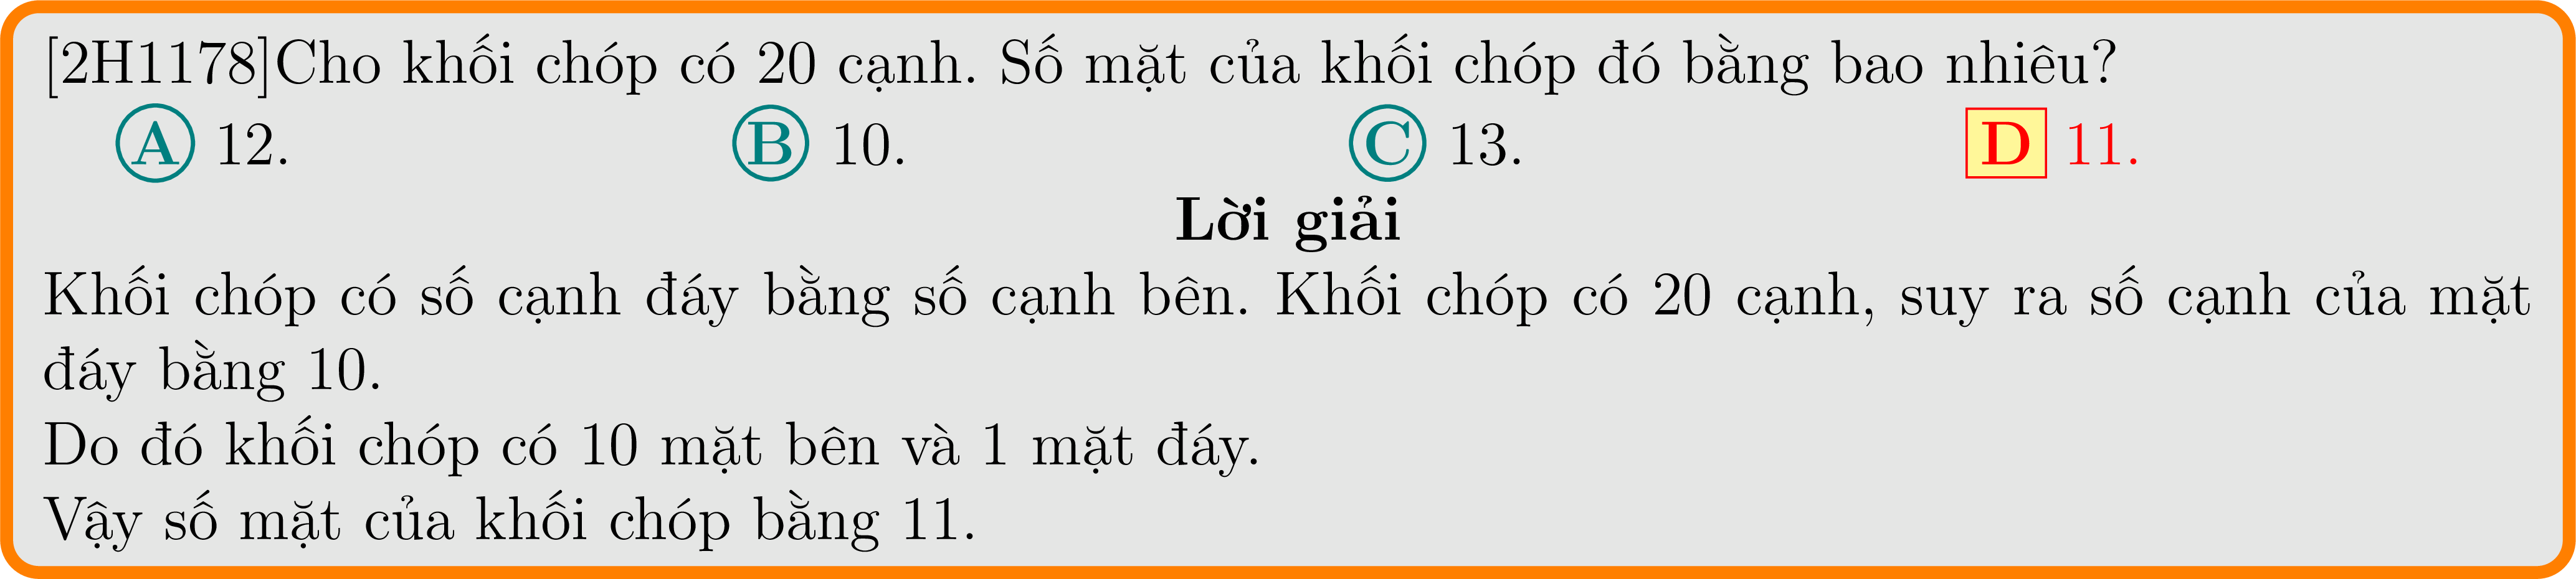 [2H1178]Cho khối chóp có 20 cạnh. Số mặt của khối chóp đó bằng bao nhiêu?
A 12. B 10. C 13. D 11.
Lời giải
Khối chóp có số cạnh đáy bằng số cạnh bên. Khối chóp có 20 cạnh, suy ra số cạnh của mặt
đáy bằng 10.
Do đó khối chóp có 10 mặt bên và 1 mặt đáy.
Vậy số mặt của khối chóp bằng 11.